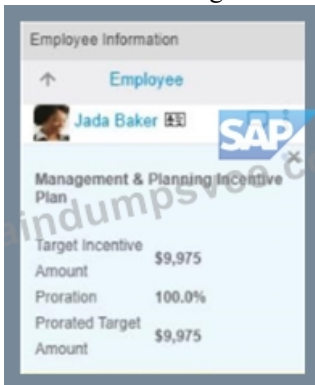 Employee Information
↑ Employee
Jada Baker
SAP
×
Management & Planning Incentive
Plan
Target Incentive
Amount
$9,975
Proration 100.0%
Prorated Target
Amount
$9,975